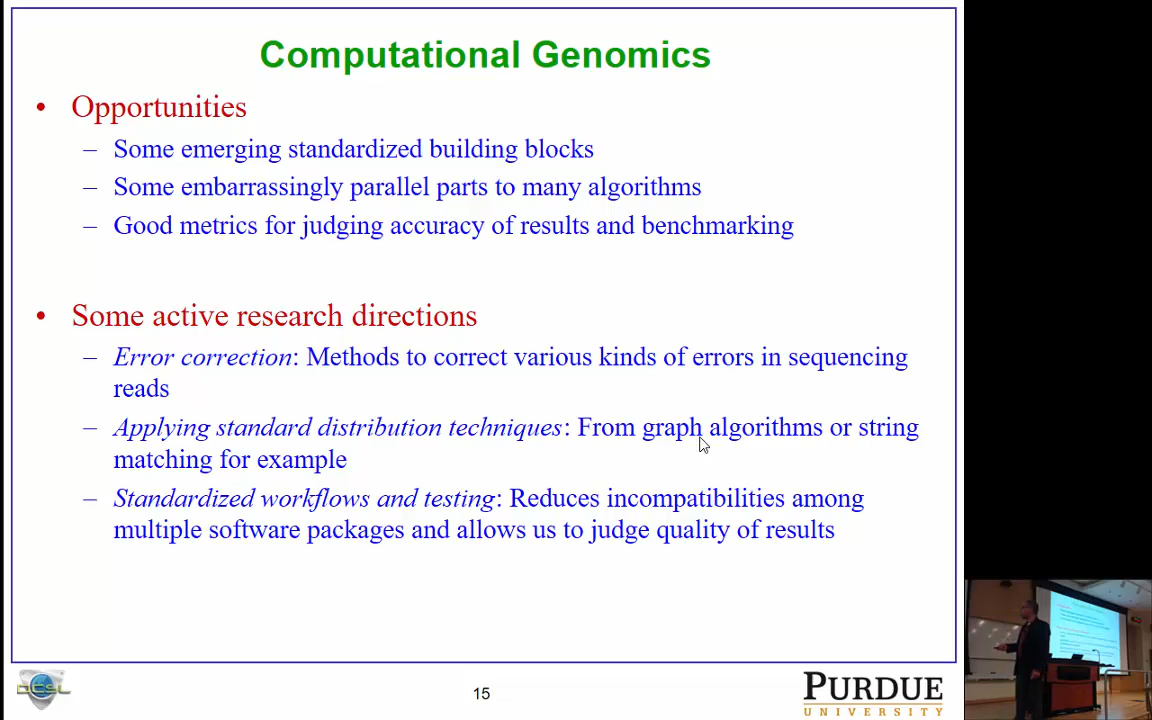 Computational Genomics
• Opportunities
– Some emerging standardized building blocks
– Some embarrassingly parallel parts to many algorithms
– Good metrics for judging accuracy of results and benchmarking
• Some active research directions
– Error correction: Methods to correct various kinds of errors in sequencing
reads
– Applying standard distribution techniques: From graph algorithms or string
matching for example
– Standardized workflows and testing: Reduces incompatibilities among
multiple software packages and allows us to judge quality of results
DCSL
15
PURDUE
UNIVERSITY